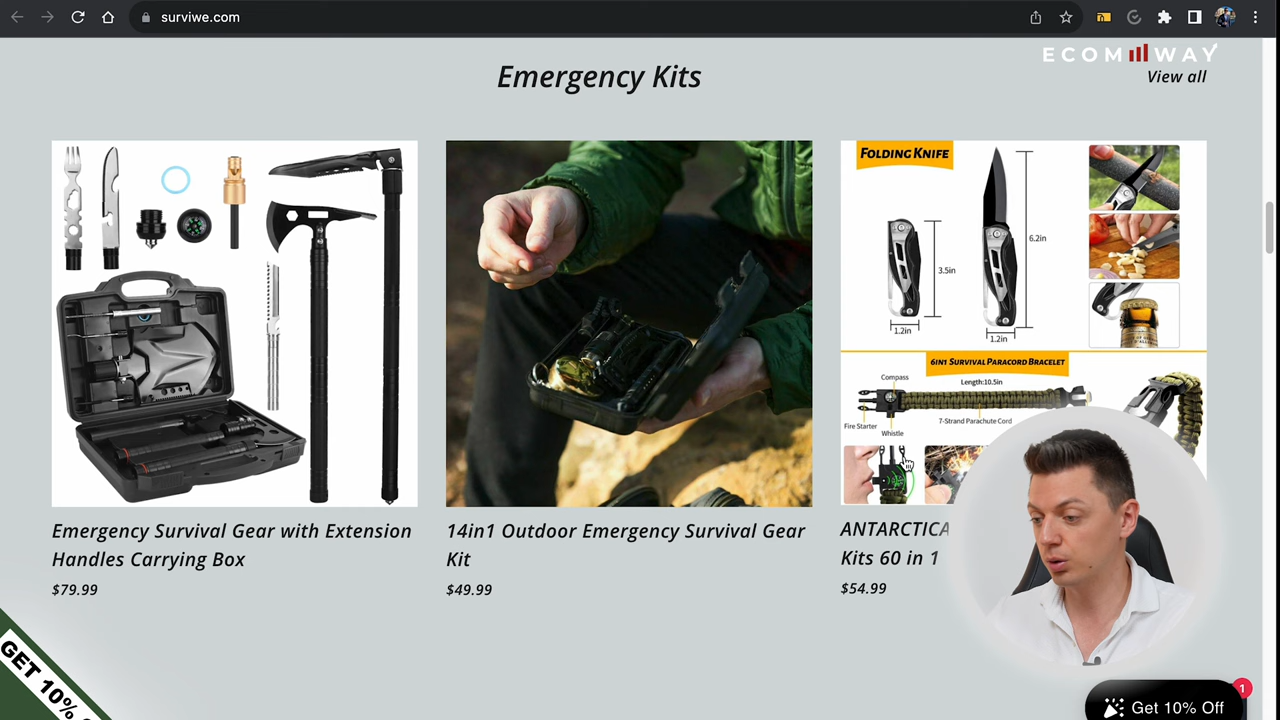 surviwe.com
ECOM WAY
Emergency Kits
View all
FOLDING KNIFE
3.5in
6.2in
1.2in
1.2in
6IN1 SURVIVAL PARACORD BRACELET
Compass
Length:10.5in
Fire Starter
Whistle
7-Strand Parachute Cord
Emergency Survival Gear with Extension
Handles Carrying Box
$79.99
14in1 Outdoor Emergency Survival Gear
Kit
$49.99
ANTARCTICA
Kits 60 in 1
$54.99
GET 10%
1
Get 10% Off